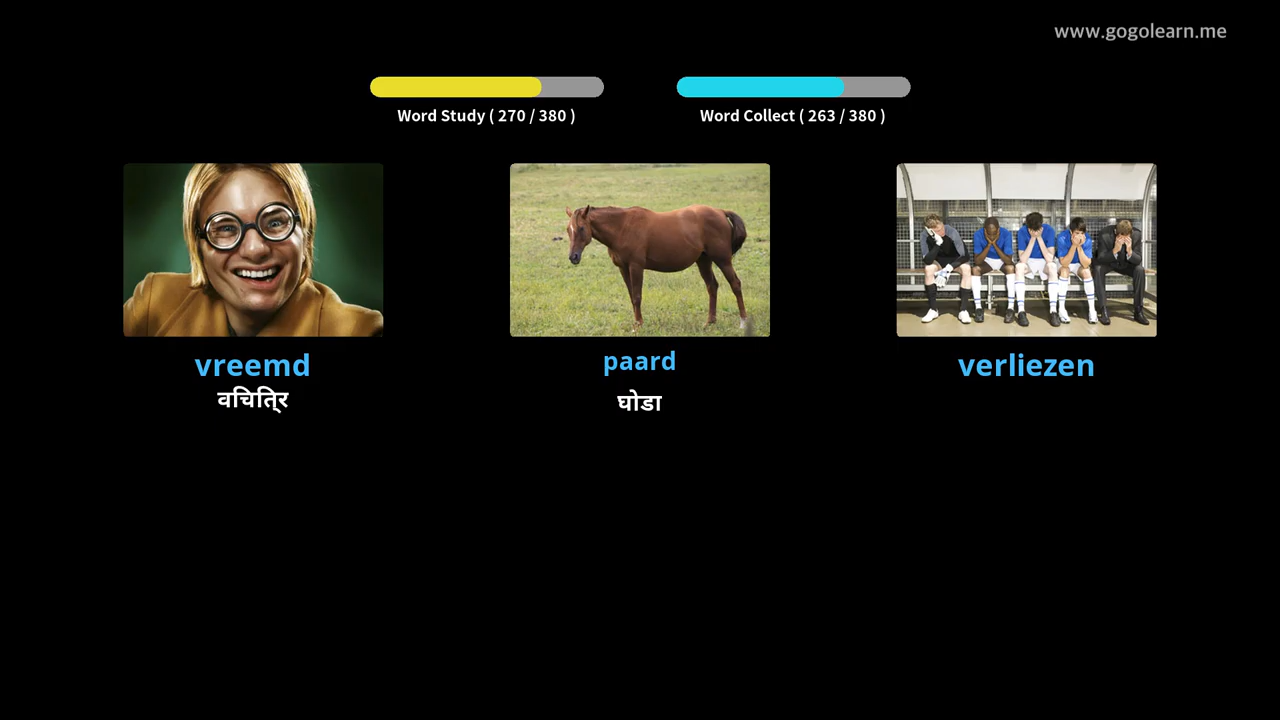 www.gogolearn.me
Word Study ( 270 / 380 )
Word Collect ( 263 / 380 )
vreemd
paard
verliezen
वचित्रि
घोडा